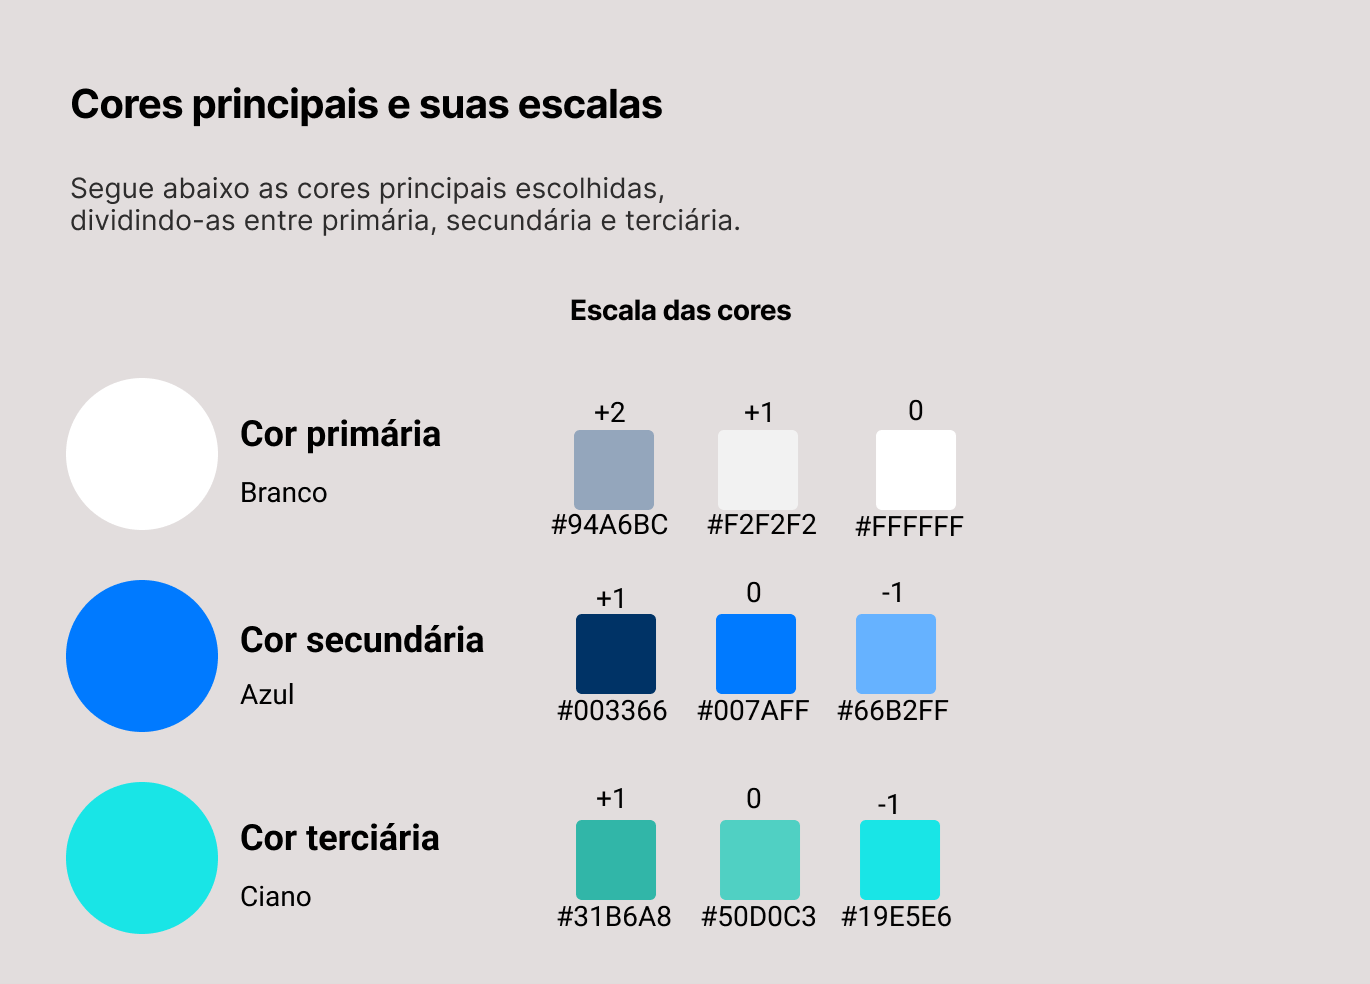 Cores principais e suas escalas
Segue abaixo as cores principais escolhidas,
dividindo-as entre primária, secundária e terciária.
Escala das cores
Cor primária
Branco
+2 +1 0
#94A6BC #F2F2F2 #FFFFFF
Cor secundária
Azul
+1 0 -1
#003366 #007AFF #66B2FF
Cor terciária
Ciano
+1 0 -1
#31B6A8 #50D0C3 #19E5E6